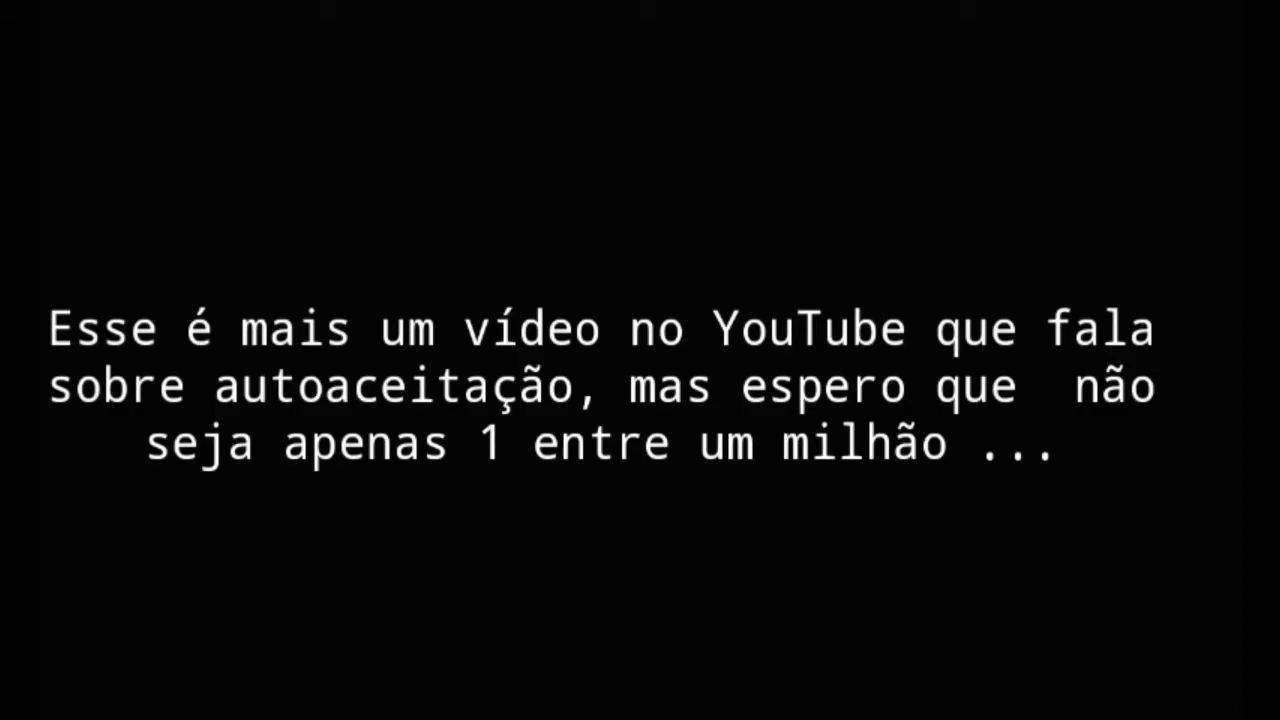 Esse é mais um vídeo no YouTube que fala
sobre autoaceitação, mas espero que  não
seja apenas 1 entre um milhão ...